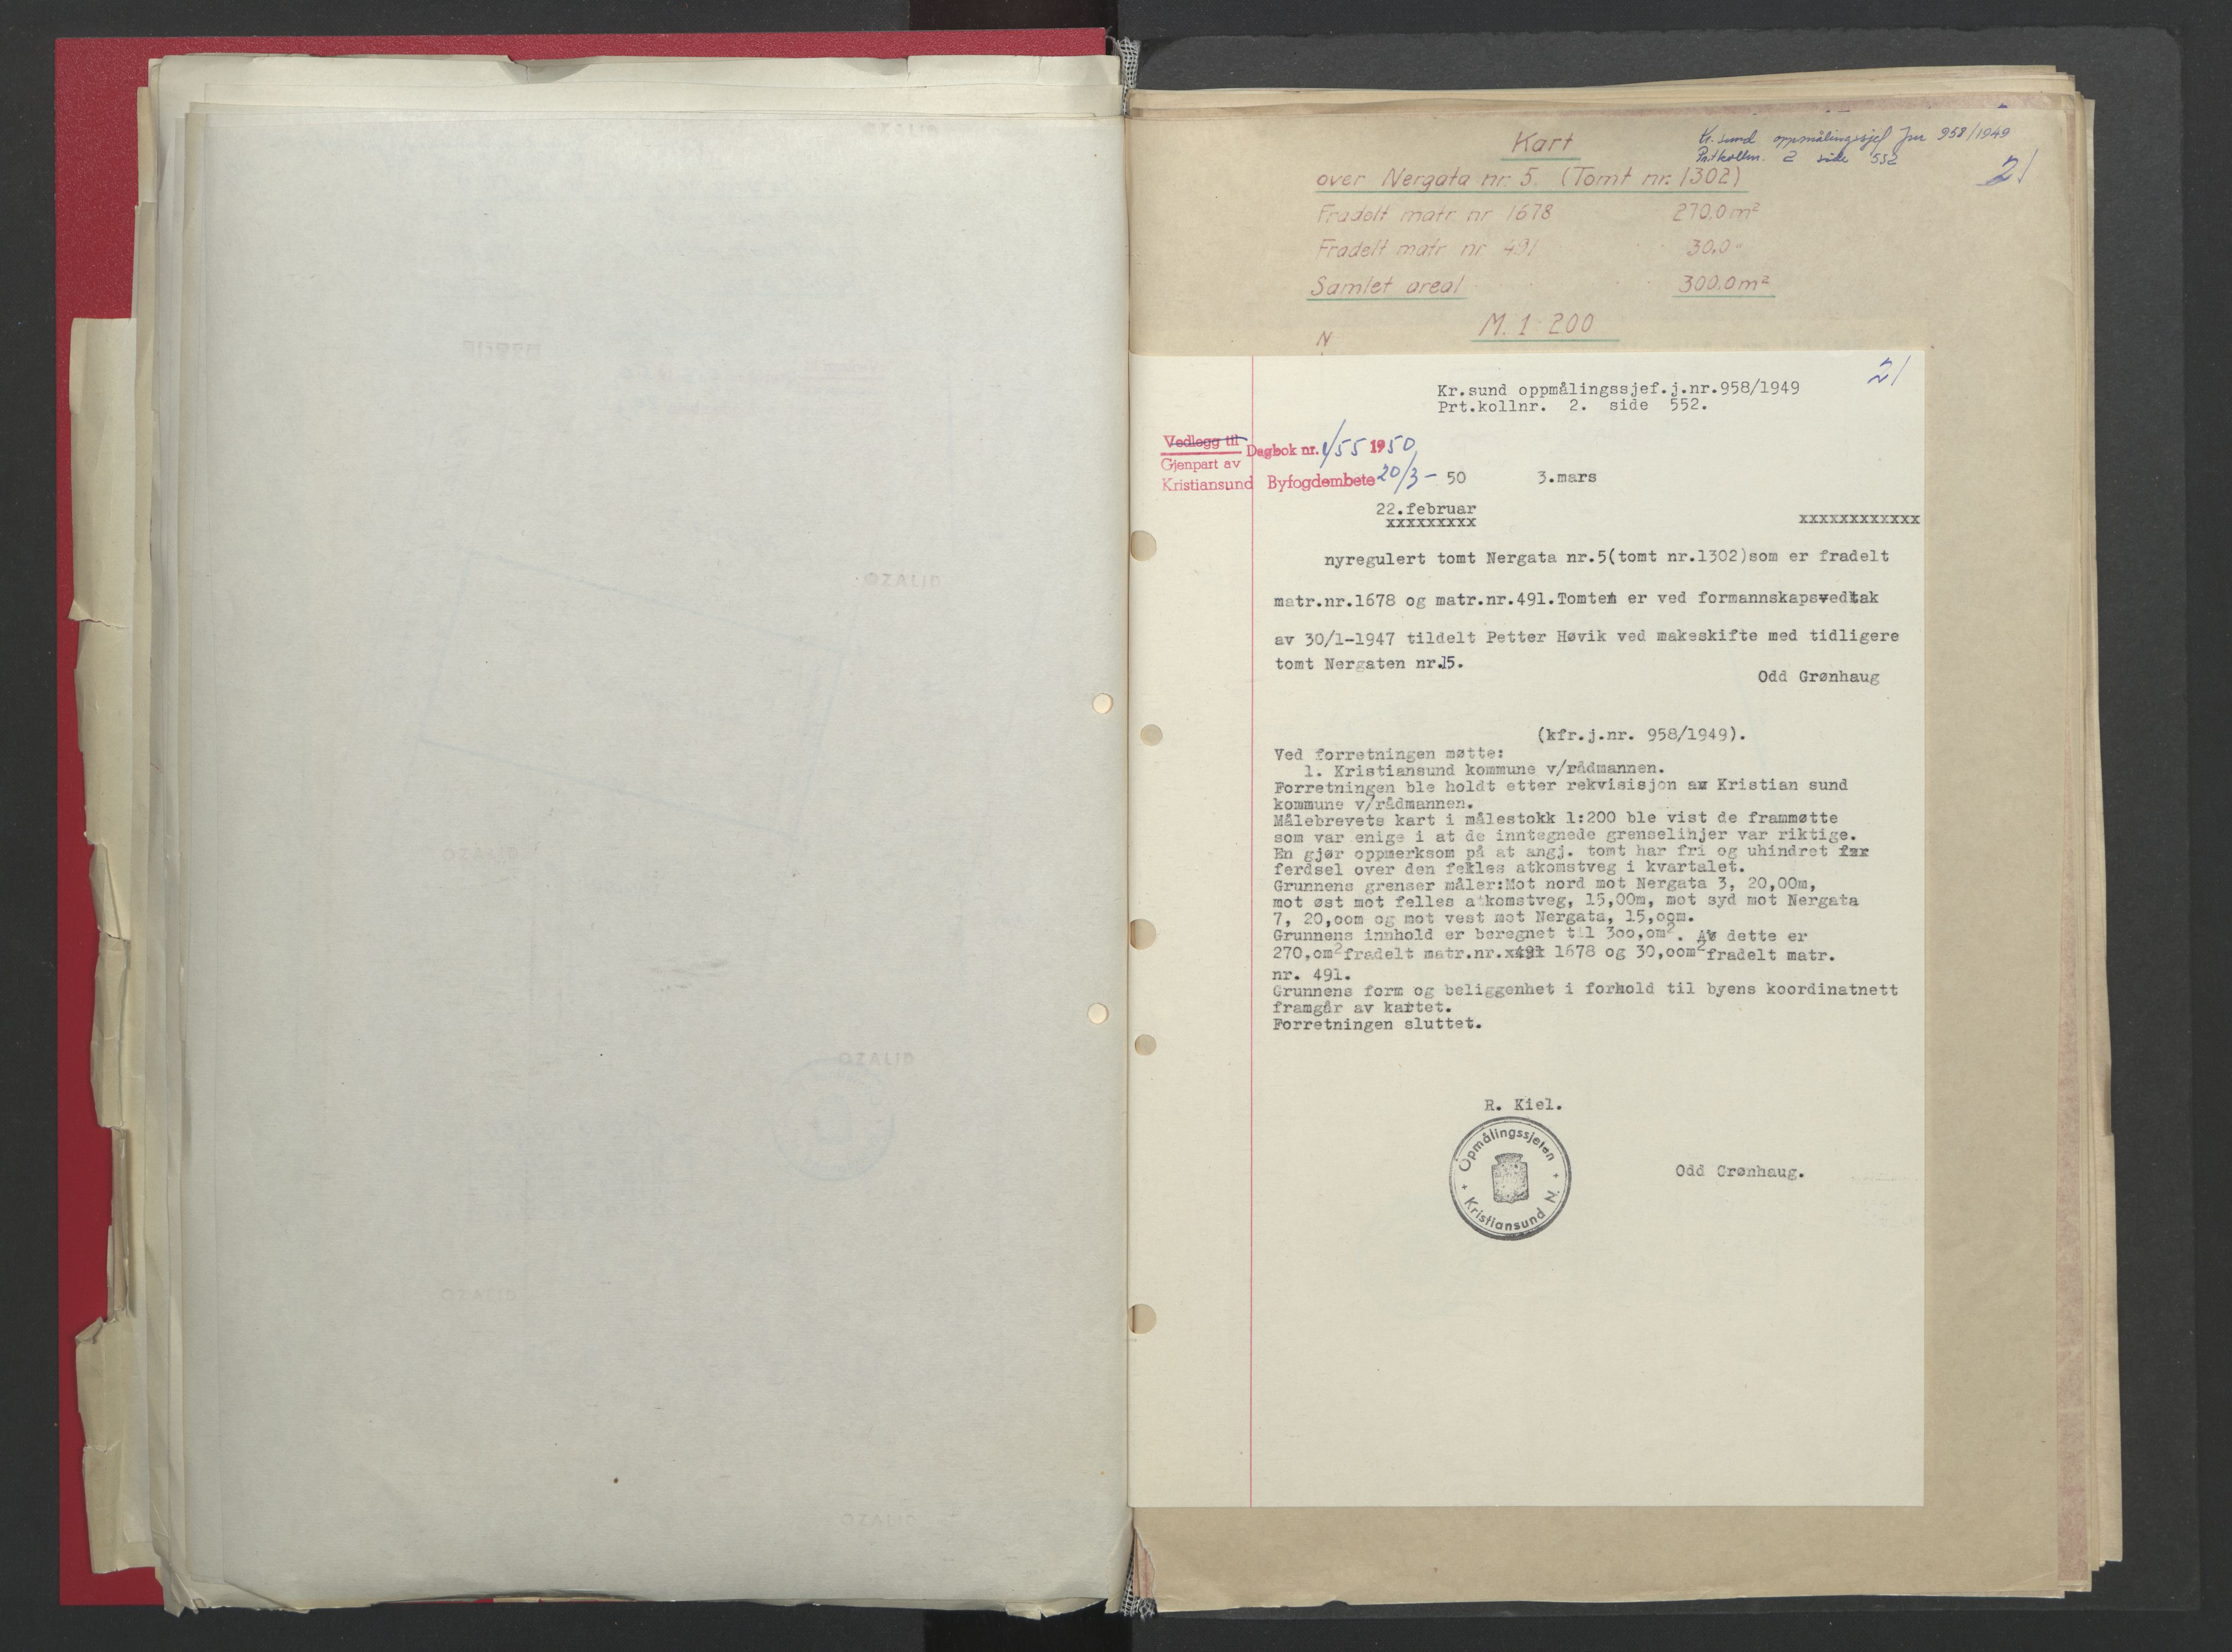 Kart
Kr.sund oppmålingssjef Jnr 958/1949
Prtkollnr. 2 side 552
21
over Nergata nr. 5. (Tomt nr. 1302)
Fradelt matr. nr. 1678 270,0 m²
Fradelt matr. nr. 491 30,0 "
Samlet areal 300,0 m²
M. 1:200
N
21
Kr.sund oppmålingssjef.j.nr.958/1949
Prt.kollnr. 2. side 552.
Vedlegg til
Gjenpart av
Dagbok nr. 1/55 1950
Kristiansund Byfogdembete 20/3- 50 3.mars
22.februar
xxxxxxxxx xxxxxxxxxxxx
nyregulert tomt Nergata nr.5(tomt nr.1302)som er fradelt
matr.nr.1678 og matr.nr.491.Tomten er ved formannskapsvedtak
av 30/1-1947 tildelt Petter Høvik ved makeskifte med tidligere
tomt Nergaten nr.15.
Odd Grønhaug
(kfr.j.nr. 958/1949).
Ved forretningen møtte:
1. Kristiansund kommune v/rådmannen.
Forretningen ble holdt etter rekvisisjon av Kristian sund
kommune v/rådmannen.
Målebrevets kart i målestokk 1:200 ble vist de frammøtte
som var enige i at de inntegnede grenselinjer var riktige.
En gjør oppmerksom på at angj. tomt har fri og uhindret fær
ferdsel over den felles atkomstveg i kvartalet.
Grunnens grenser måler:Mot nord mot Nergata 3, 20,00m,
mot øst mot felles atkomstveg, 15,00m, mot syd mot Nergata
7, 20,oom og mot vest mot Nergata, 15,oom.
Grunnens innhold er beregnet til 3oo,om². Av dette er
270,om² fradelt matr.nr.x491x 1678 og 30,oom² fradelt matr.
nr. 491.
Grunnens form og beliggenhet i forhold til byens koordinatnett
framgår av kartet.
Forretningen sluttet.
R. Kiel.
Opmålingssjefen
Kristiansund N.
Odd Grønhaug.
OZALID
OZALID
OZALID
OZALID
OZALID